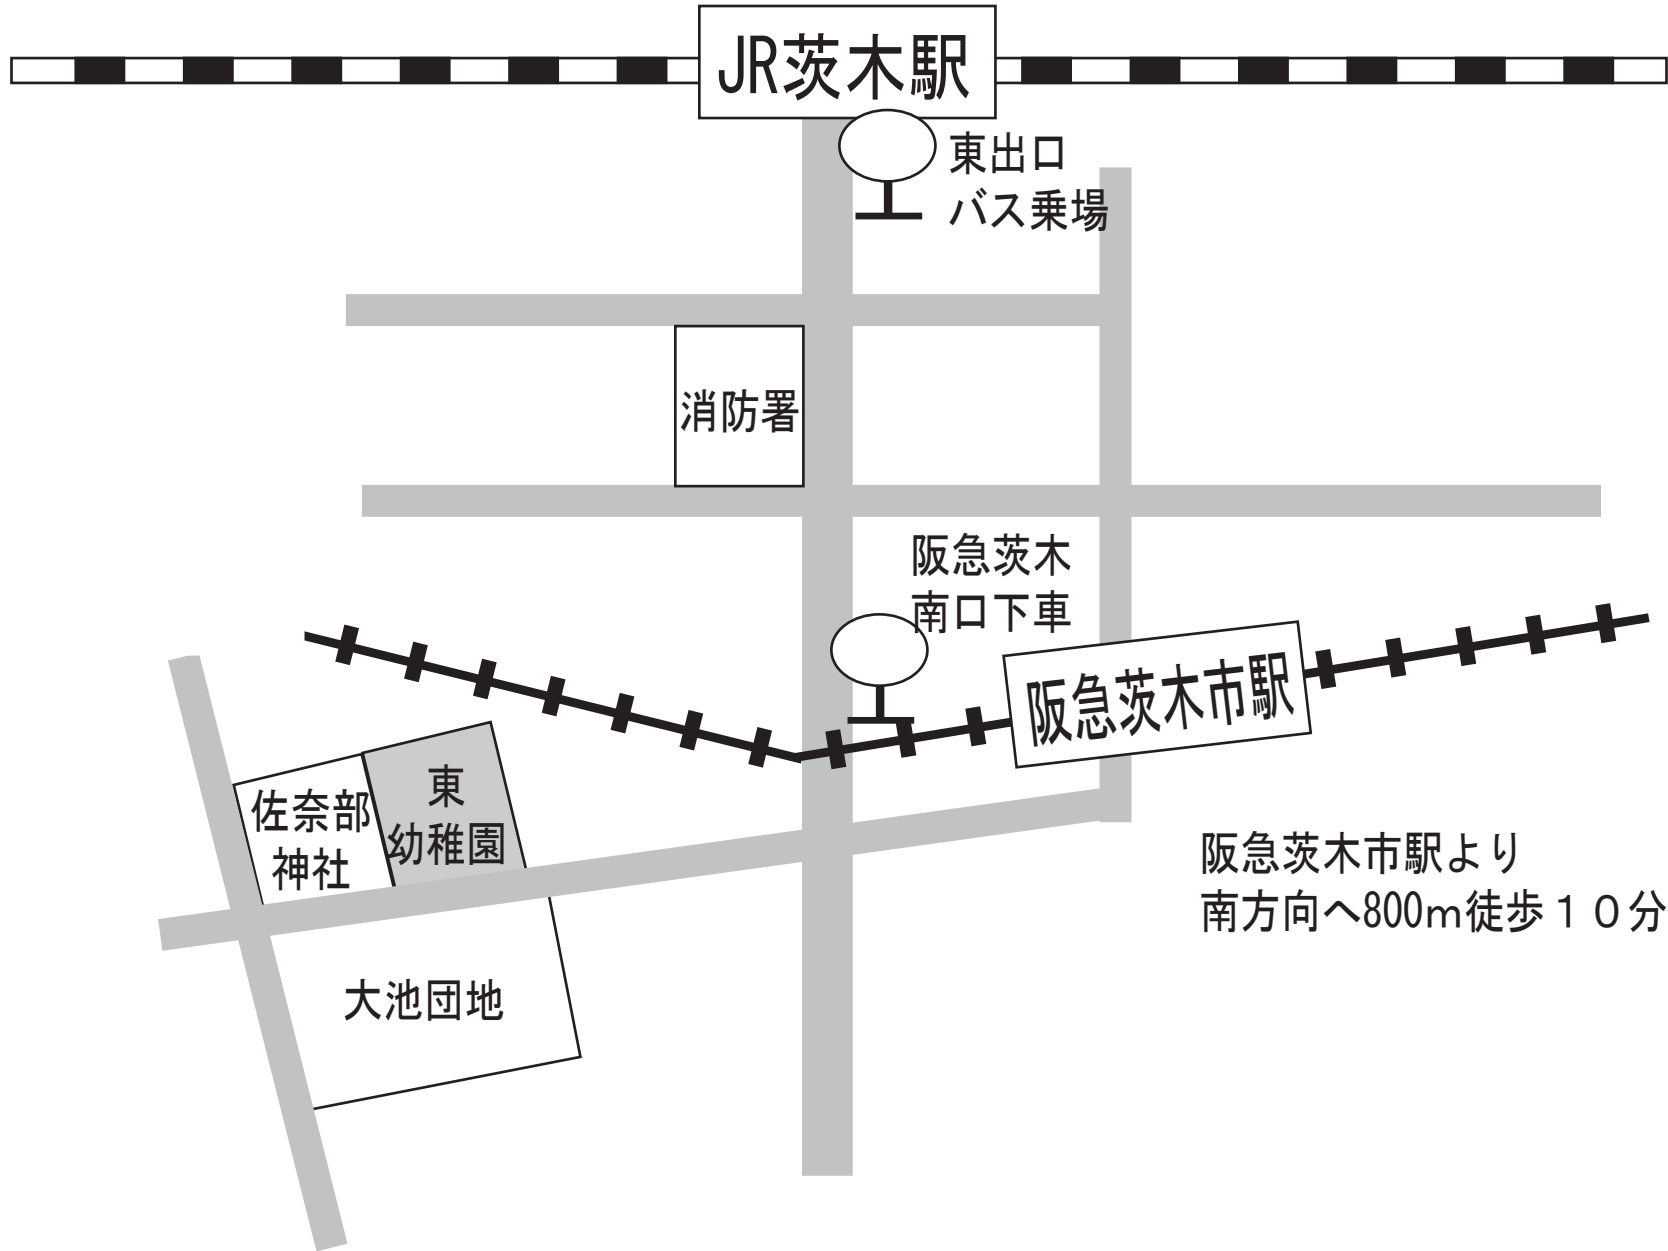 JR茨木駅
東出口
バス乗場
消防署
阪急茨木
南口下車
阪急茨木市駅
東
幼稚園
佐奈部
神社
阪急茨木市駅より
南方向へ800m徒歩１０分
大池団地